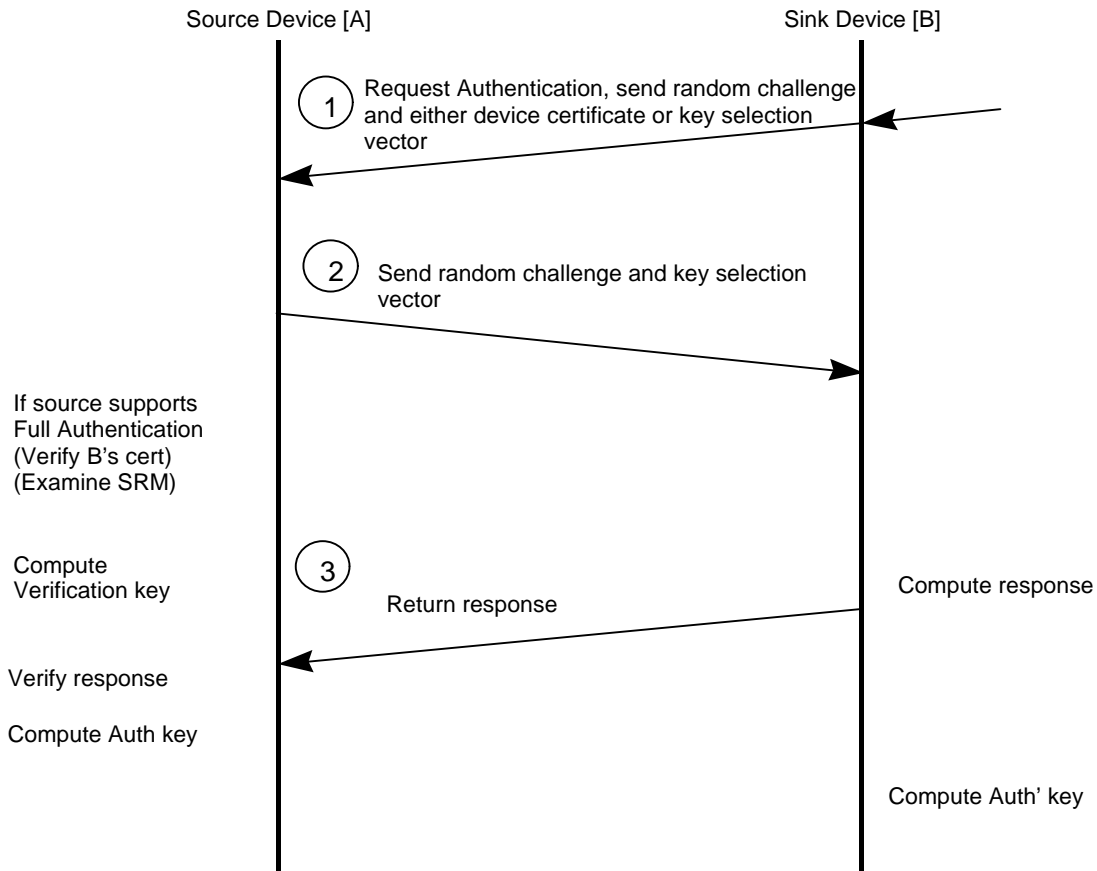 Source Device [A]
Sink Device [B]
1
Request Authentication, send random challenge
and either device certificate or key selection
vector
2
Send random challenge and key selection
vector
If source supports
Full Authentication
(Verify B's cert)
(Examine SRM)
Compute
Verification key
3
Return response
Compute response
Verify response
Compute Auth key
Compute Auth' key